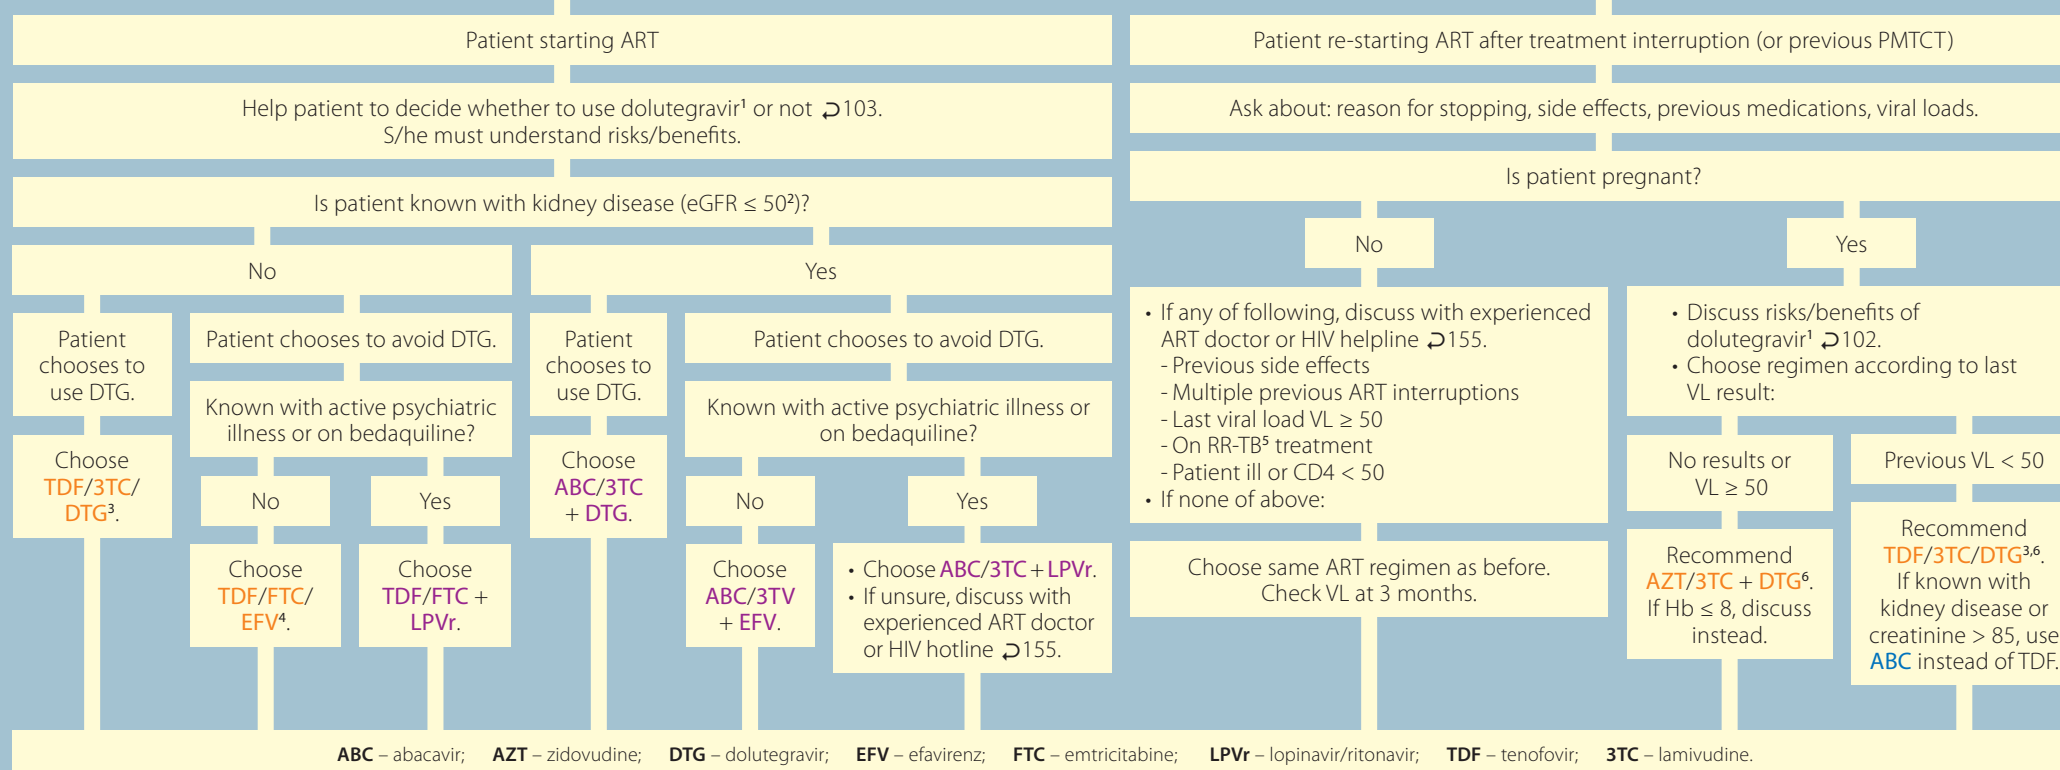 Patient starting ART
Help patient to decide whether to use dolutegravir¹ or not ⮌103.
S/he must understand risks/benefits.
Is patient known with kidney disease (eGFR ≤ 50²)?
No
Patient
chooses to
use DTG.
Choose
TDF/3TC/
DTG³.
Patient chooses to avoid DTG.
Known with active psychiatric
illness or on bedaquiline?
No
Choose
TDF/FTC/
EFV⁴.
Yes
Choose
TDF/FTC +
LPVr.
Yes
Patient
chooses to
use DTG.
Choose
ABC/3TC
+ DTG.
Patient chooses to avoid DTG.
Known with active psychiatric illness or
on bedaquiline?
No
Choose
ABC/3TV
+ EFV.
Yes
• Choose ABC/3TC + LPVr.
• If unsure, discuss with
experienced ART doctor
or HIV hotline ⮌155.
Patient re-starting ART after treatment interruption (or previous PMTCT)
Ask about: reason for stopping, side effects, previous medications, viral loads.
Is patient pregnant?
No
• If any of following, discuss with experienced
ART doctor or HIV helpline ⮌155.
- Previous side effects
- Multiple previous ART interruptions
- Last viral load VL ≥ 50
- On RR-TB⁵ treatment
- Patient ill or CD4 < 50
• If none of above:
Choose same ART regimen as before.
Check VL at 3 months.
Yes
• Discuss risks/benefits of
dolutegravir¹ ⮌102.
• Choose regimen according to last
VL result:
No results or
VL ≥ 50
Recommend
AZT/3TC + DTG⁶.
If Hb ≤ 8, discuss
instead.
Previous VL < 50
Recommend
TDF/3TC/DTG³,⁶.
If known with
kidney disease or
creatinine > 85, use
ABC instead of TDF.
ABC – abacavir; AZT – zidovudine; DTG – dolutegravir; EFV – efavirenz; FTC – emtricitabine; LPVr – lopinavir/ritonavir; TDF – tenofovir; 3TC – lamivudine.